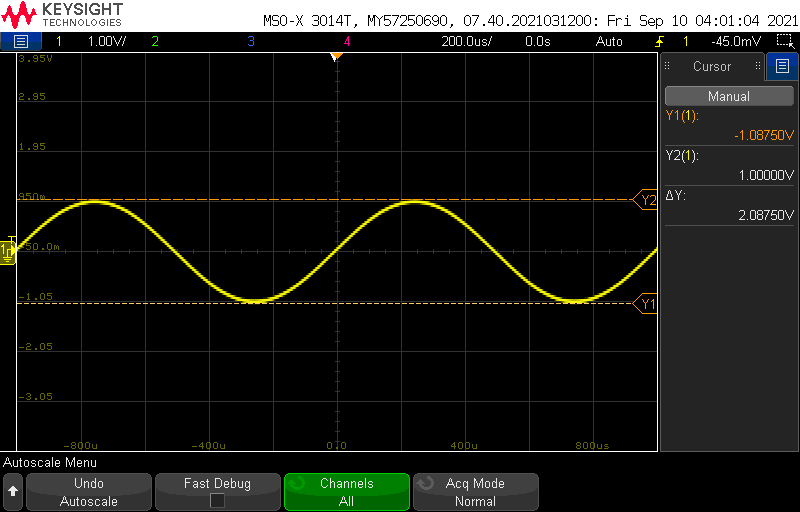 KEYSIGHT
TECHNOLOGIES
MSO-X 3014T, MY57250690, 07.40.2021031200: Fri Sep 10 04:01:04 2021
1 1.00V/ 2 3 4 200.0us/ 0.0s Auto 1 -45.0mV
3.95V
2.95
1.95
950m
-50.0m
-1.05
-2.05
-3.05
-800u -400u 0.0 400u 800us
T
1
Y2
Y1
Cursor
Manual
Y1(1):
-1.08750V
Y2(1):
1.00000V
ΔY:
2.08750V
Autoscale Menu
Undo
Autoscale
Fast Debug
Channels
All
Acq Mode
Normal